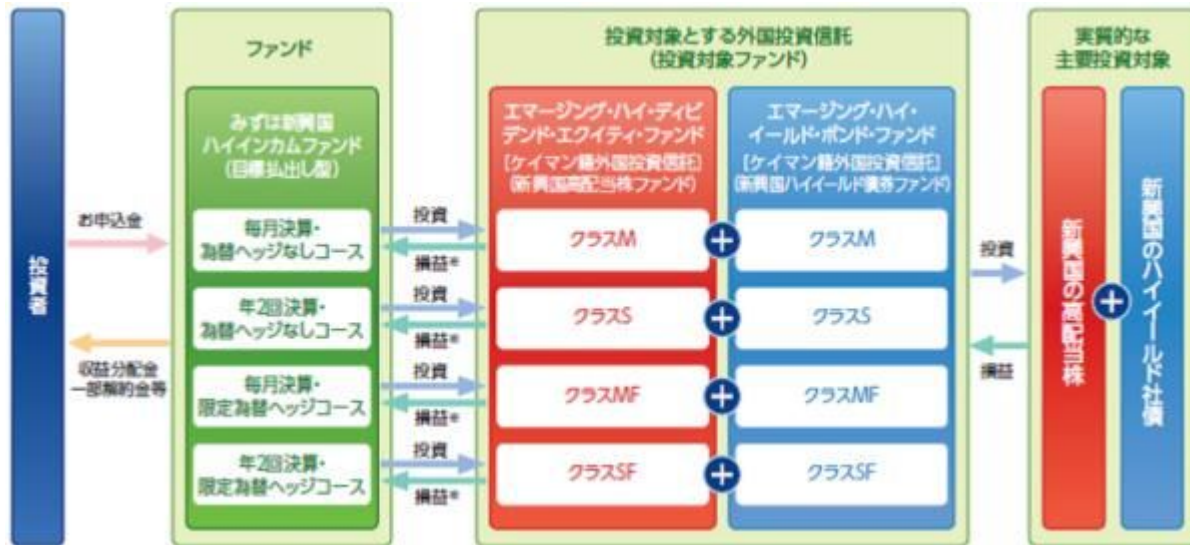 投資者
お申込金
収益分配金
一部解約金等
ファンド
みずほ新興国
ハイインカムファンド
(目標払出し型)
毎月決算・
為替ヘッジなしコース
年2回決算・
為替ヘッジなしコース
毎月決算・
限定為替ヘッジコース
年2回決算・
限定為替ヘッジコース
投資
損益※
投資
損益※
投資
損益※
投資
損益※
投資対象とする外国投資信託
(投資対象ファンド)
エマージング・ハイ・ディビ
デンド・エクイティ・ファンド
[ケイマン籍外国投資信託]
(新興国高配当株ファンド)
クラスM
クラスS
クラスMF
クラスSF
エマージング・ハイ・
イールド・ボンド・ファンド
[ケイマン籍外国投資信託]
(新興国ハイイールド債券ファンド)
クラスM
クラスS
クラスMF
クラスSF
投資
損益
実質的な
主要投資対象
新興国の高配当株
新興国のハイイールド社債